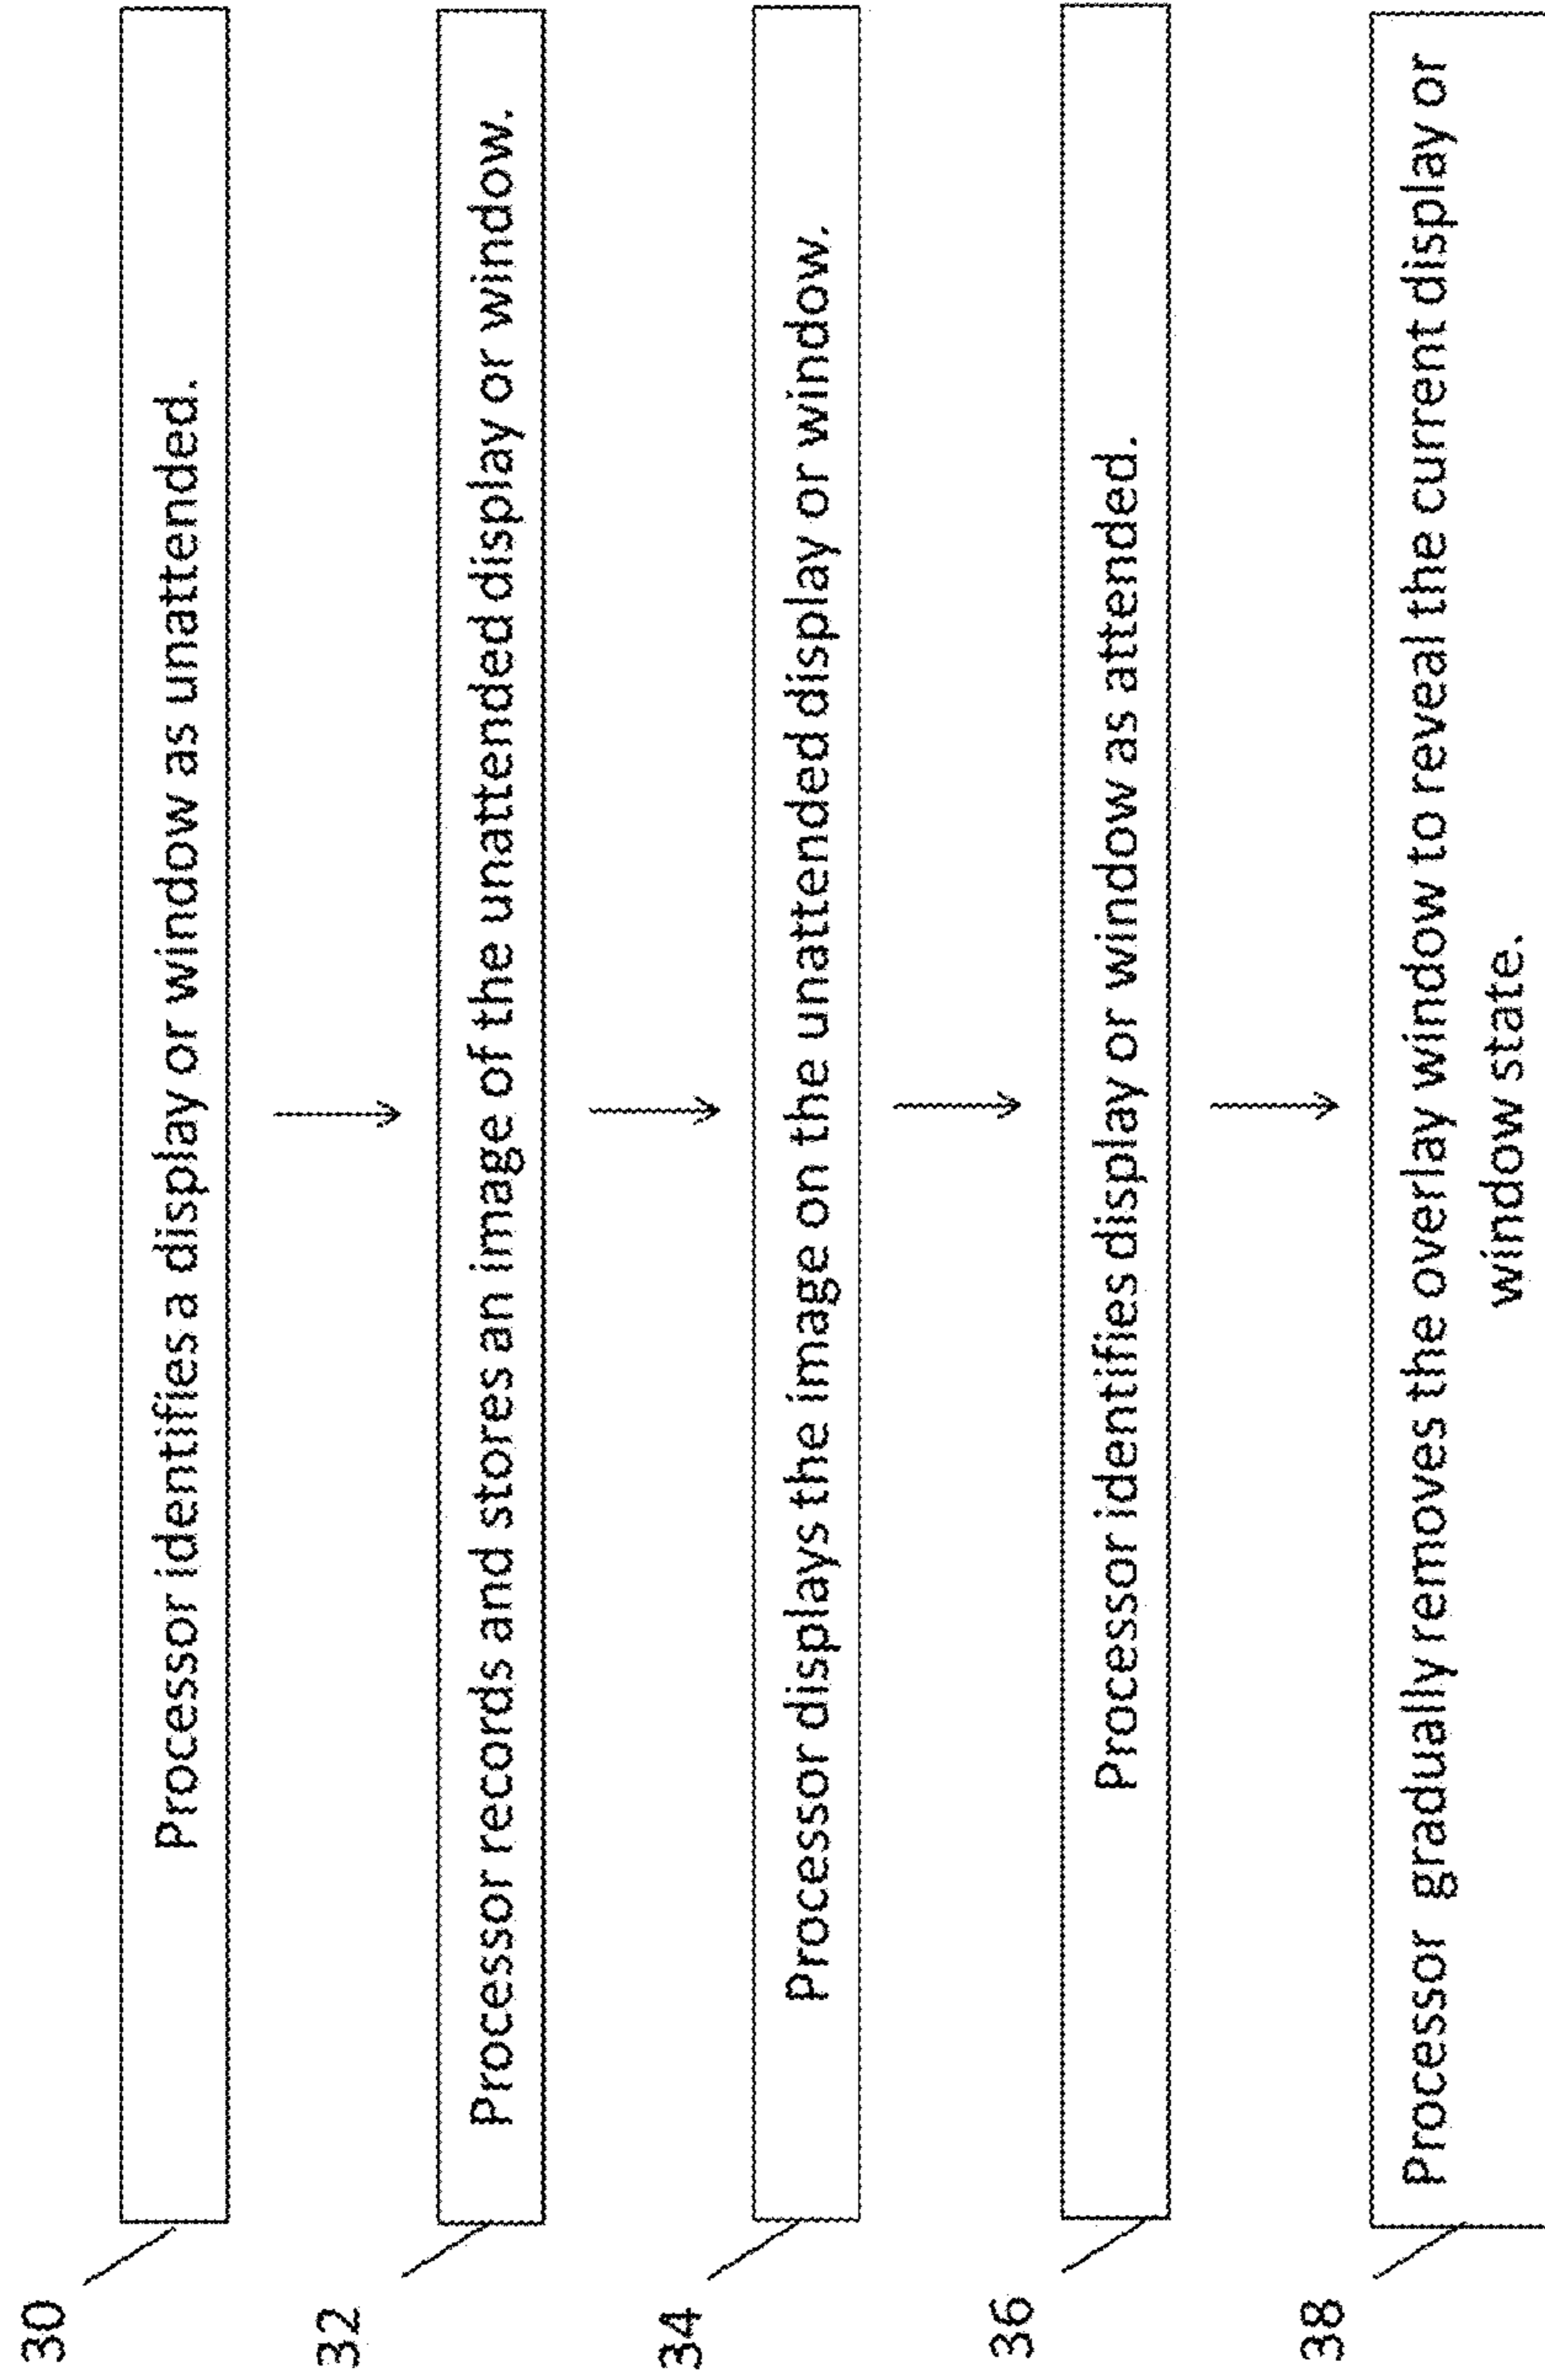 30
Processor identifies a display or window as unattended.
32
Processor records and stores an image of the unattended display or window.
34
Processor displays the image on the unattended display or window.
36
Processor identifies display or window as attended.
38
Processor gradually removes the overlay window to reveal the current display or
window state.